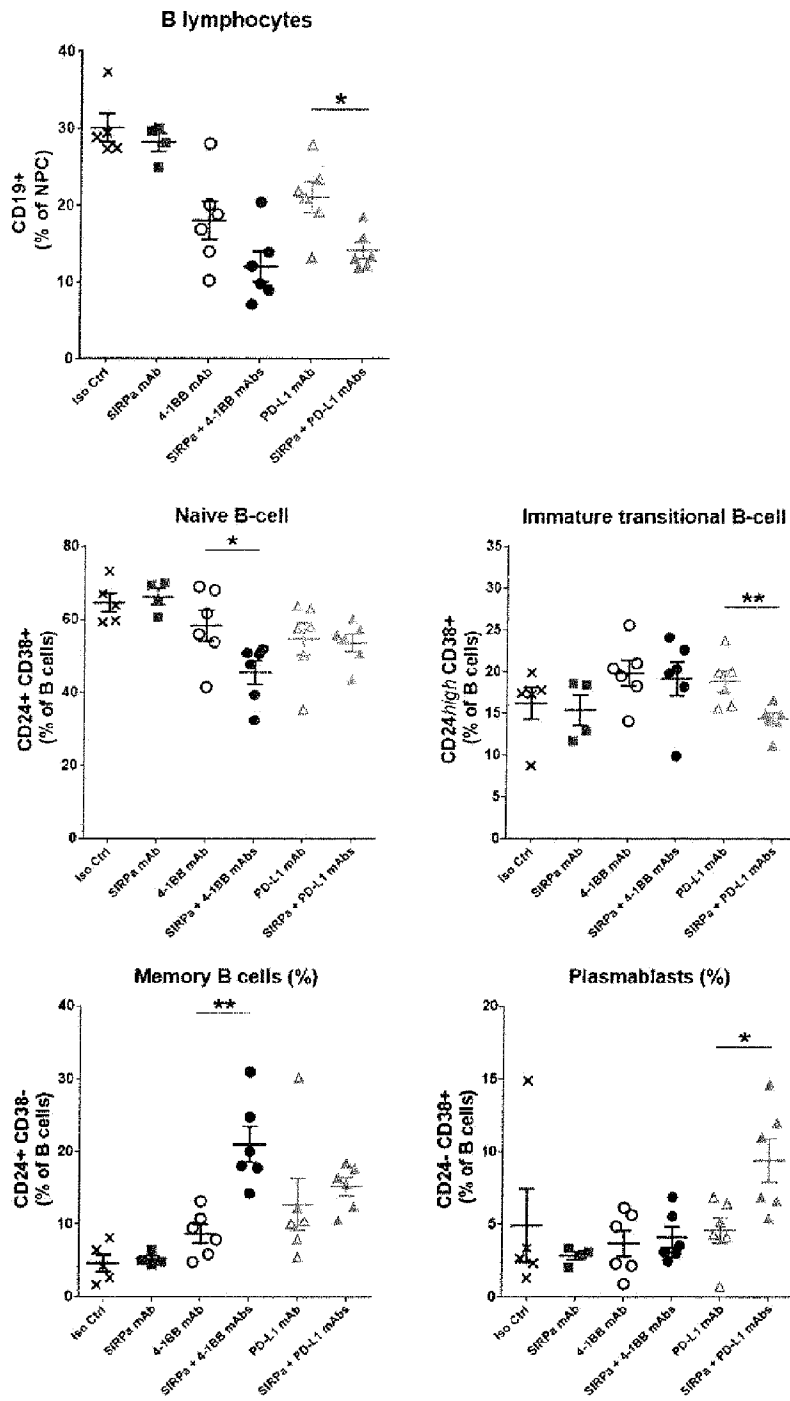 B lymphocytes
CD19+
(% of NPC)
40
30
20
10
0
*
Iso Ctrl
SIRPa mAb
4-1BB mAb
SIRPa + 4-1BB mAbs
PD-L1 mAb
SIRPa + PD-L1 mAbs
Naive B-cell
CD24+ CD38+
(% of B cells)
80
60
40
20
0
*
Iso Ctrl
SIRPa mAb
4-1BB mAb
SIRPa + 4-1BB mAbs
PD-L1 mAb
SIRPa + PD-L1 mAbs
Immature transitional B-cell
CD24high CD38+
(% of B cells)
35
30
25
20
15
10
5
0
**
Iso Ctrl
SIRPa mAb
4-1BB mAb
SIRPa + 4-1BB mAbs
PD-L1 mAb
SIRPa + PD-L1 mAbs
Memory B cells (%)
CD24+ CD38-
(% of B cells)
40
30
20
10
0
**
Iso Ctrl
SIRPa mAb
4-1BB mAb
SIRPa + 4-1BB mAbs
PD-L1 mAb
SIRPa + PD-L1 mAbs
Plasmablasts (%)
CD24- CD38+
(% of B cells)
20
15
10
5
0
*
Iso Ctrl
SIRPa mAb
4-1BB mAb
SIRPa + 4-1BB mAbs
PD-L1 mAb
SIRPa + PD-L1 mAbs